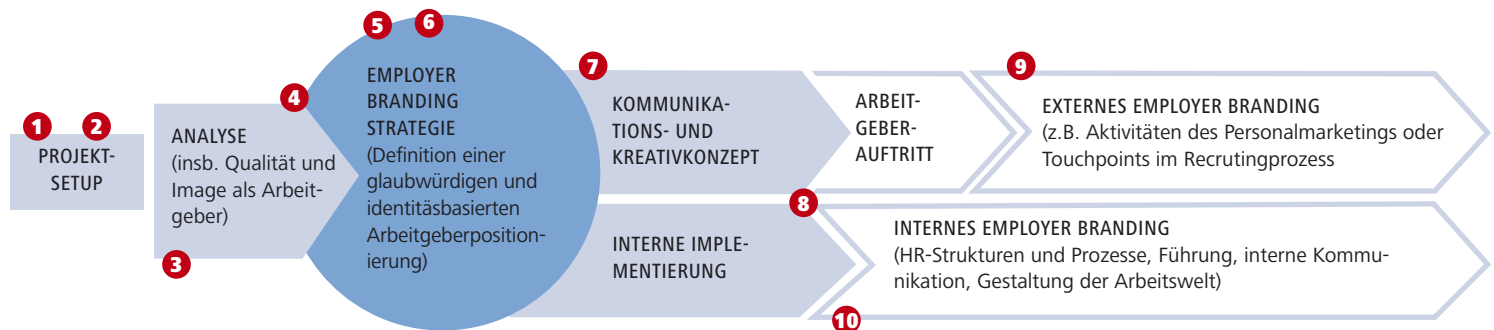 1
2
PROJEKT-
SETUP
3
ANALYSE
(insb. Qualität und
Image als Arbeit-
geber)
4
5
6
EMPLOYER
BRANDING
STRATEGIE
(Definition einer
glaubwürdigen und
identitäsbasierten
Arbeitgeberposition-
ierung)
7
KOMMUNIKA-
TIONS- UND
KREATIVKONZEPT
ARBEIT-
GEBER-
AUFTRITT
9
EXTERNES EMPLOYER BRANDING
(z.B. Aktivitäten des Personalmarketings oder
Touchpoints im Recrutingprozess
INTERNE IMPLE-
MENTIERUNG
8
INTERNES EMPLOYER BRANDING
(HR-Strukturen und Prozesse, Führung, interne Kommu-
nikation, Gestaltung der Arbeitswelt)
10